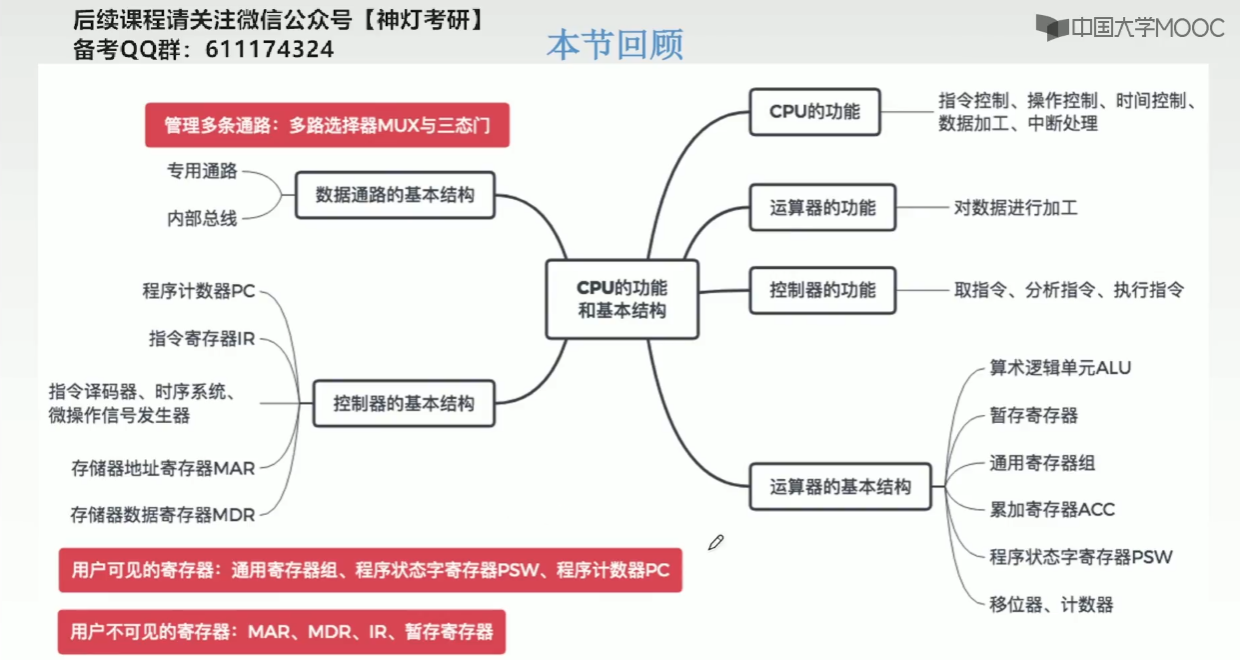 后续课程请关注微信公众号【神灯考研】
备考QQ群：611174324
本节回顾
中国大学MOOC
管理多条通路：多路选择器MUX与三态门
专用通路
内部总线
数据通路的基本结构
程序计数器PC
指令寄存器IR
指令译码器、时序系统、
微操作信号发生器
存储器地址寄存器MAR
存储器数据寄存器MDR
控制器的基本结构
CPU的功能
和基本结构
CPU的功能
指令控制、操作控制、时间控制、
数据加工、中断处理
运算器的功能
对数据进行加工
控制器的功能
取指令、分析指令、执行指令
运算器的基本结构
算术逻辑单元ALU
暂存寄存器
通用寄存器组
累加寄存器ACC
程序状态字寄存器PSW
移位器、计数器
用户可见的寄存器：通用寄存器组、程序状态字寄存器PSW、程序计数器PC
用户不可见的寄存器：MAR、MDR、IR、暂存寄存器